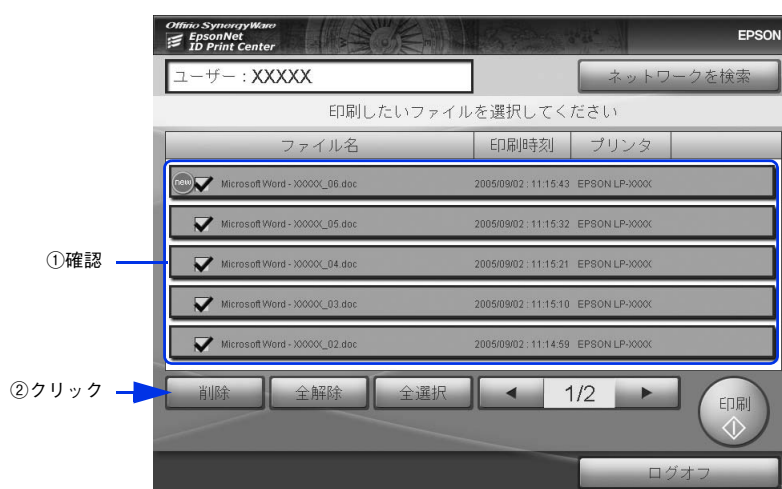 Offirio SynergyWare
EpsonNet
ID Print Center
EPSON
ユーザー：XXXXX
ネットワークを検索
印刷したいファイルを選択してください
ファイル名 印刷時刻 プリンタ
new Microsoft Word - XXXXX_06.doc 2005/09/02 : 11:15:43 EPSON LP-XXXX
Microsoft Word - XXXXX_05.doc 2005/09/02 : 11:15:32 EPSON LP-XXXX
①確認
Microsoft Word - XXXXX_04.doc 2005/09/02 : 11:15:21 EPSON LP-XXXX
Microsoft Word - XXXXX_03.doc 2005/09/02 : 11:15:10 EPSON LP-XXXX
Microsoft Word - XXXXX_02.doc 2005/09/02 : 11:14:59 EPSON LP-XXXX
②クリック
削除 全解除 全選択 1/2
印刷
ログオフ